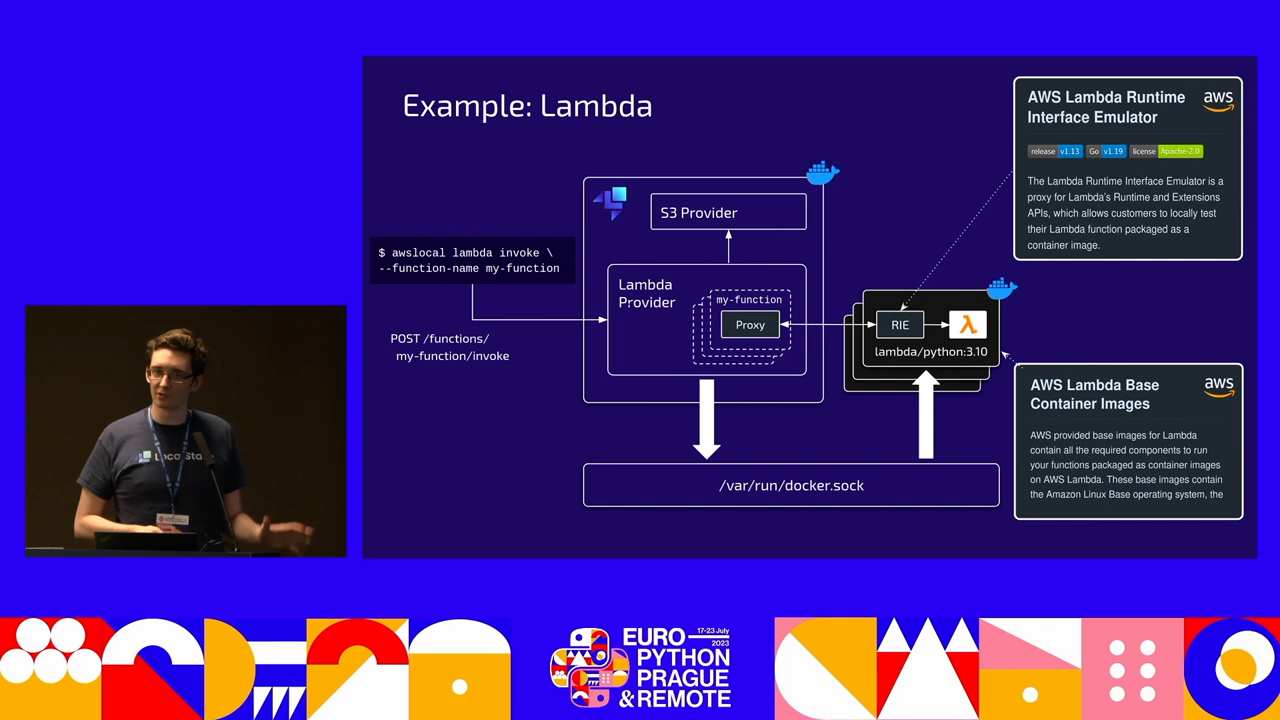 Example: Lambda
$ awslocal lambda invoke \
--function-name my-function
POST /functions/
my-function/invoke
S3 Provider
Lambda
Provider
my-function
Proxy
RIE
lambda/python:3.10
/var/run/docker.sock
AWS Lambda Runtime
Interface Emulator
aws
release v1.13 Go v1.19 license Apache-2.0
The Lambda Runtime Interface Emulator is a
proxy for Lambda's Runtime and Extensions
APIs, which allows customers to locally test
their Lambda function packaged as a
container image.
AWS Lambda Base
Container Images
aws
AWS provided base images for Lambda
contain all the required components to run
your functions packaged as container images
on AWS Lambda. These base images contain
the Amazon Linux Base operating system, the
EURO 17-23 July
2023
PYTHON
PRAGUE
& REMOTE